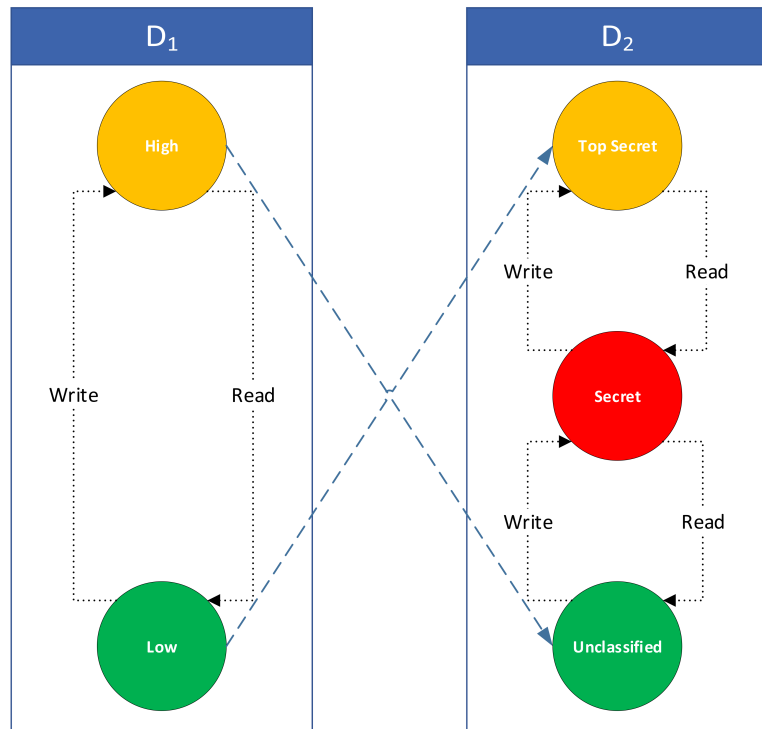 D₁
D₂
High
Top Secret
Write
Read
Write
Read
Secret
Write
Read
Low
Unclassified